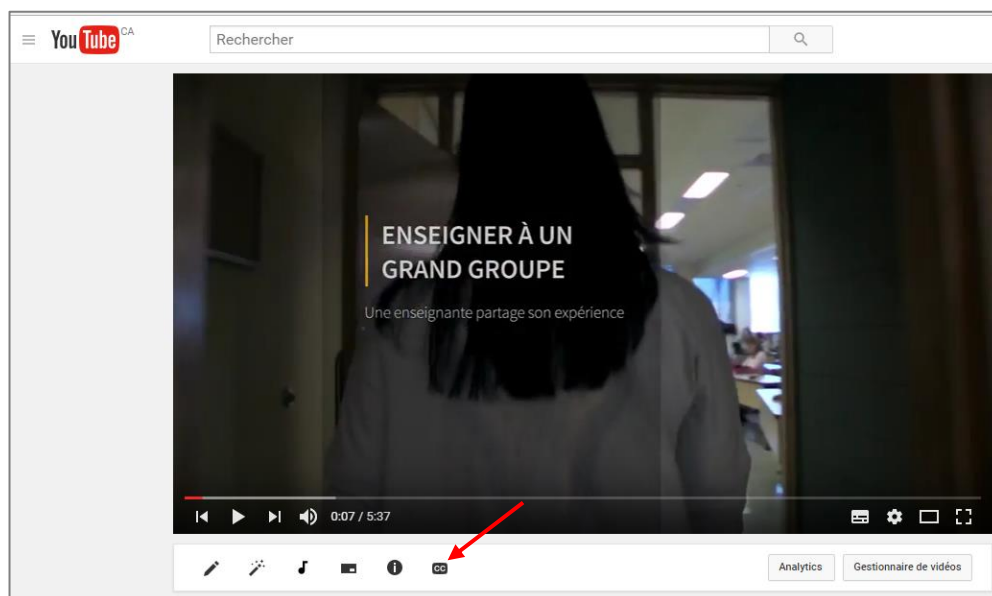 YouTube CA
Rechercher
ENSEIGNER À UN
GRAND GROUPE
Une enseignante partage son expérience
0:07 / 5:37
CC
Analytics
Gestionnaire de vidéos